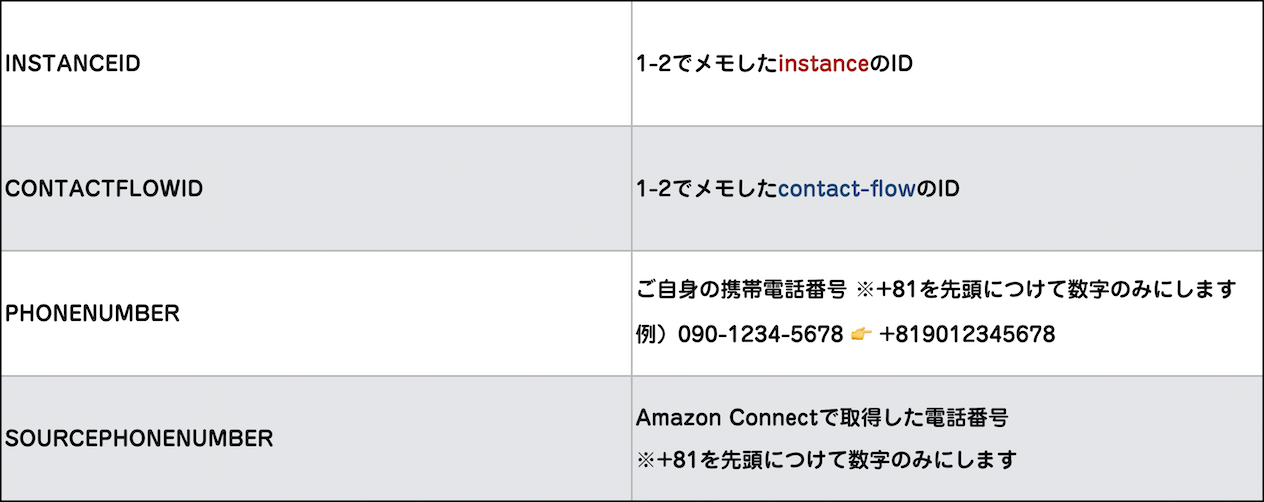 INSTANCEID
1-2でメモしたinstanceのID
CONTACTFLOWID
1-2でメモしたcontact-flowのID
PHONENUMBER
ご自身の携帯電話番号 ※+81を先頭につけて数字のみにします
例）090-1234-5678 👉 +819012345678
SOURCEPHONENUMBER
Amazon Connectで取得した電話番号
※+81を先頭につけて数字のみにします